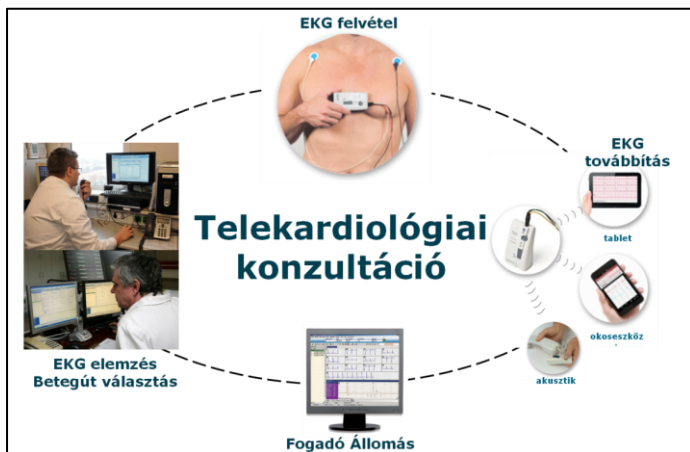 EKG felvétel
EKG
továbbítás
tablet
Telekardiológiai
konzultáció
okoseszköz
akusztik
EKG elemzés
Betegút választás
Fogadó Állomás